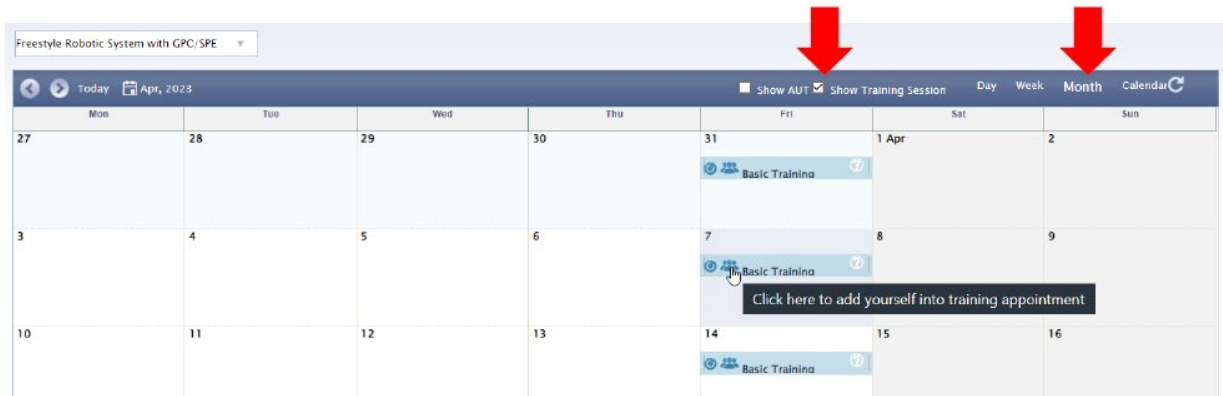 Freestyle Robotic System with GPC/SPE
Today Apr, 2023 Show AUT Show Training Session Day Week Month Calendar
Mon Tue Wed Thu Fri Sat Sun
27 28 29 30 31 1 Apr 2
Basic Training
3 4 5 6 7 8 9
Basic Training
Click here to add yourself into training appointment
10 11 12 13 14 15 16
Basic Training